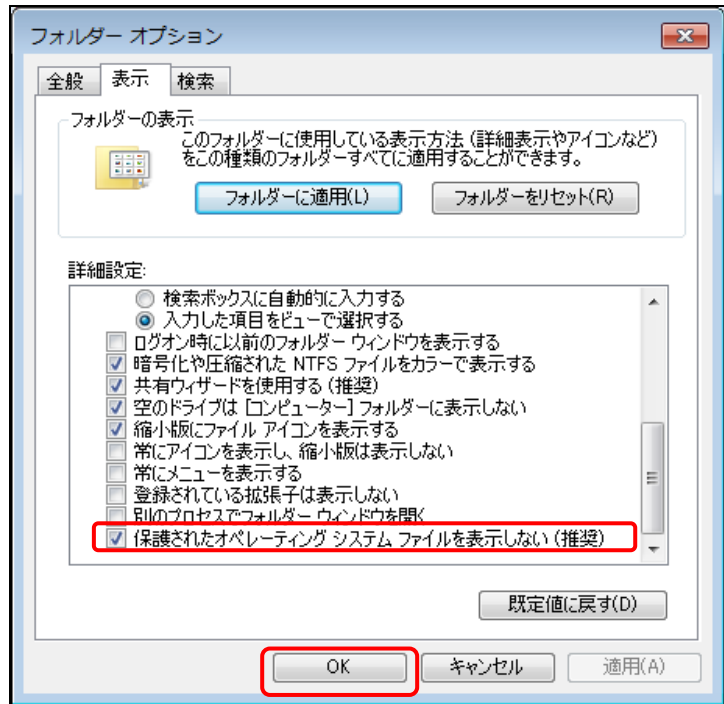 フォルダー オプション
全般
表示
検索
フォルダーの表示
このフォルダーに使用している表示方法(詳細表示やアイコンなど)
をこの種類のフォルダーすべてに適用することができます。
フォルダーに適用(L)
フォルダーをリセット(R)
詳細設定:
検索ボックスに自動的に入力する
入力した項目をビューで選択する
ログオン時に以前のフォルダー ウィンドウを表示する
暗号化や圧縮された NTFS ファイルをカラーで表示する
共有ウィザードを使用する (推奨)
空のドライブは [コンピューター] フォルダーに表示しない
縮小版にファイル アイコンを表示する
常にアイコンを表示し、縮小版は表示しない
常にメニューを表示する
登録されている拡張子は表示しない
別のプロセスでフォルダー ウィンドウを開く
保護されたオペレーティング システム ファイルを表示しない (推奨)
既定値に戻す(D)
OK
キャンセル
適用(A)